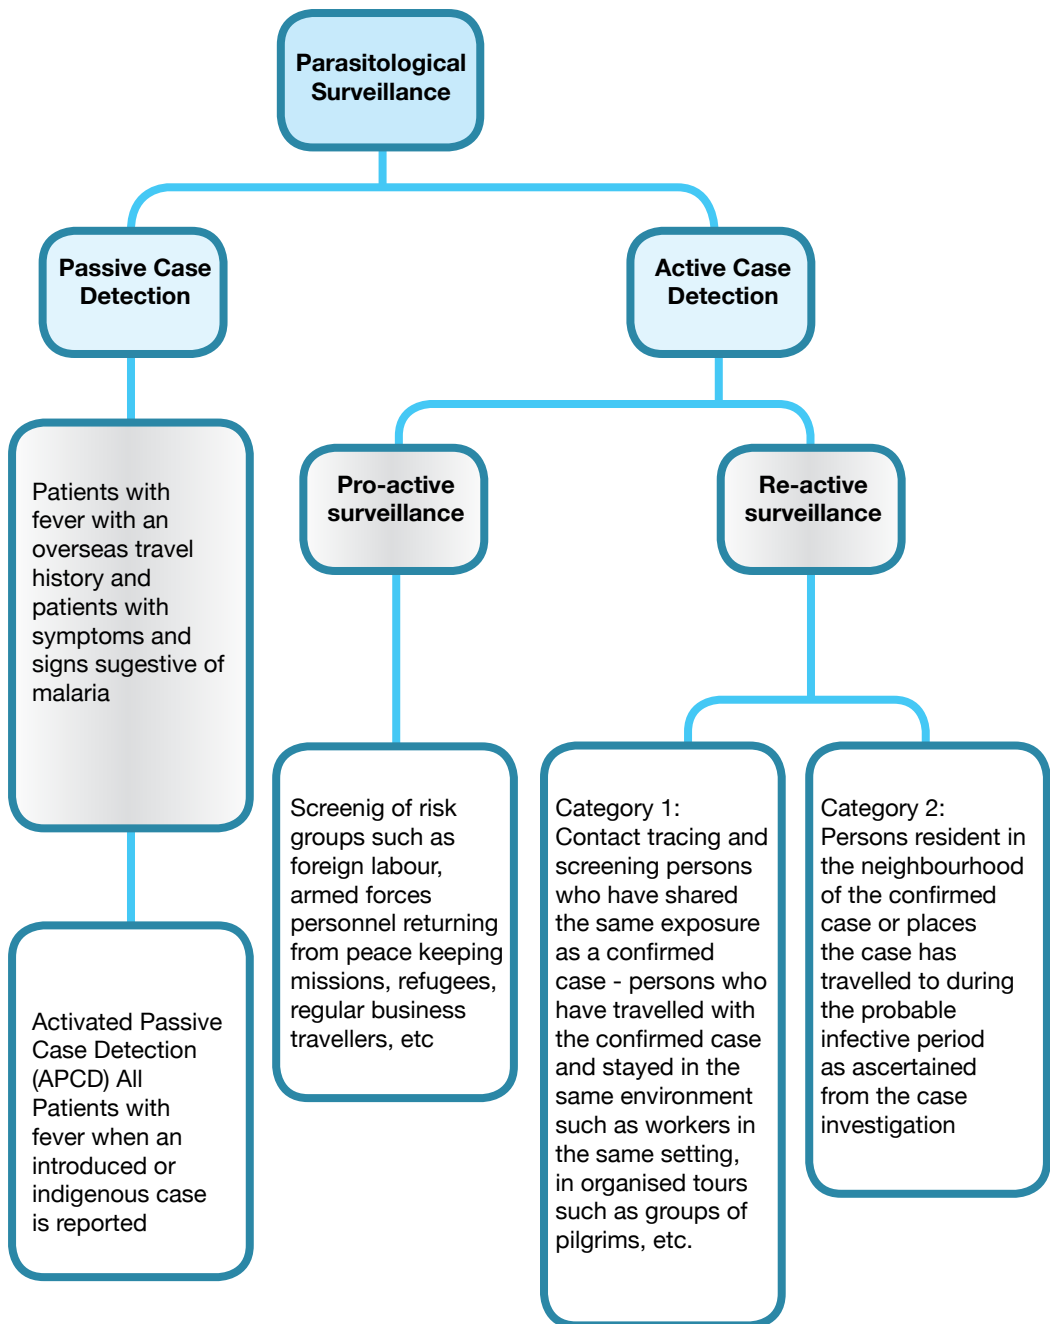 Parasitological
Surveillance
Passive Case
Detection
Active Case
Detection
Patients with
fever with an
overseas travel
history and
patients with
symptoms and
signs sugestive of
malaria
Pro-active
surveillance
Re-active
surveillance
Activated Passive
Case Detection
(APCD) All
Patients with
fever when an
introduced or
indigenous case
is reported
Screenig of risk
groups such as
foreign labour,
armed forces
personnel returning
from peace keeping
missions, refugees,
regular business
travellers, etc
Category 1:
Contact tracing and
screening persons
who have shared
the same exposure
as a confirmed
case - persons who
have travelled with
the confirmed case
and stayed in the
same environment
such as workers in
the same setting,
in organised tours
such as groups of
pilgrims, etc.
Category 2:
Persons resident in
the neighbourhood
of the confirmed
case or places
the case has
travelled to during
the probable
infective period
as ascertained
from the case
investigation